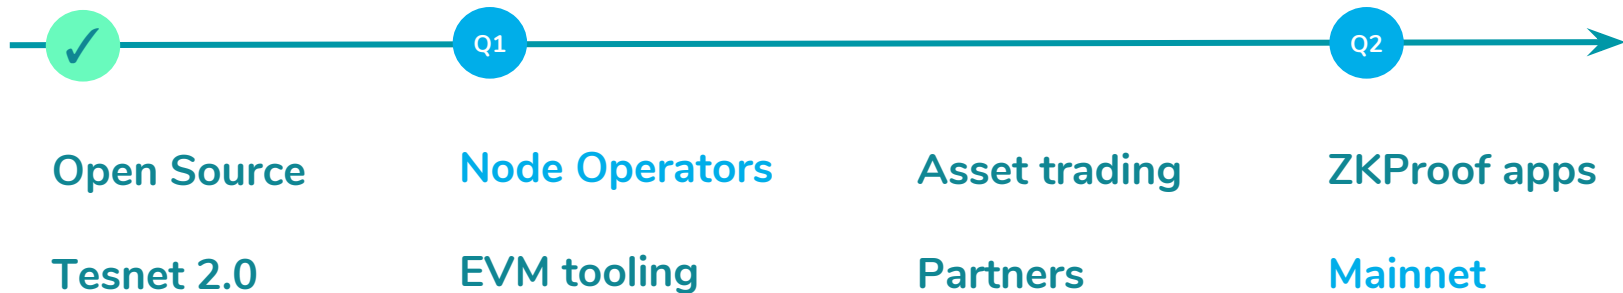 ✓
Q1
Q2
Open Source
Node Operators
Asset trading
ZKProof apps
Tesnet 2.0
EVM tooling
Partners
Mainnet